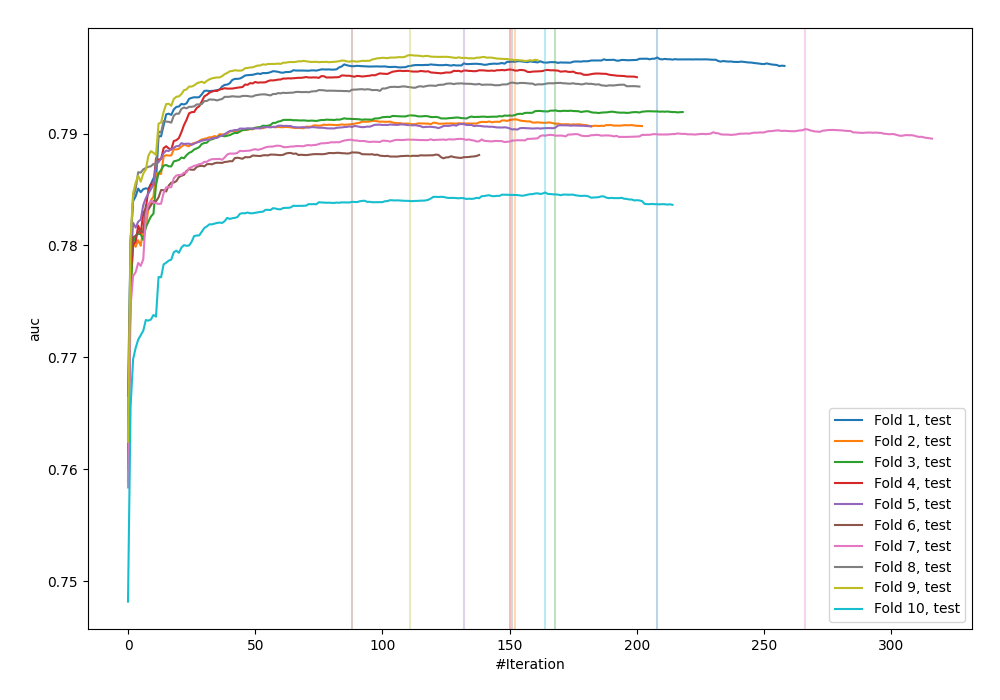 0.79
0.78
0.77
0.76
0.75
auc
0
50
100
150
200
250
300
#Iteration
Fold 1, test
Fold 2, test
Fold 3, test
Fold 4, test
Fold 5, test
Fold 6, test
Fold 7, test
Fold 8, test
Fold 9, test
Fold 10, test